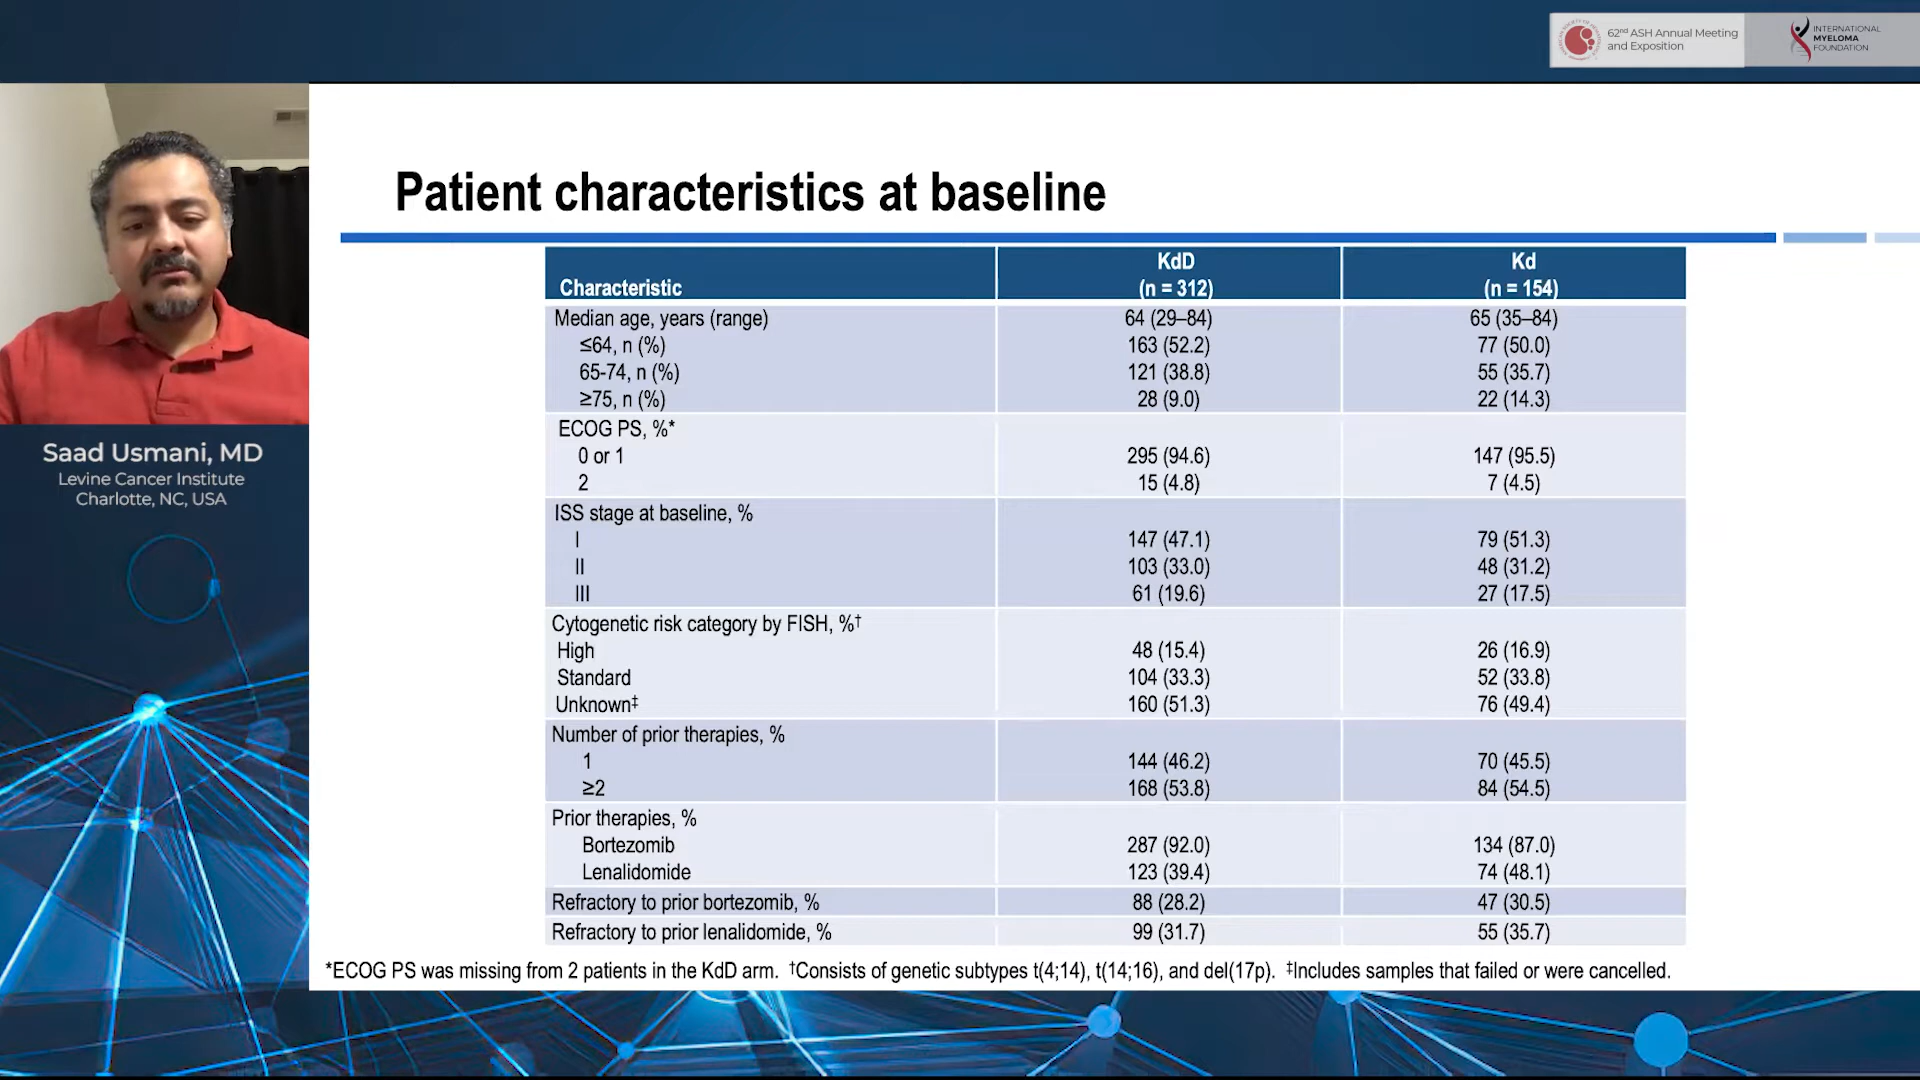 62nd ASH Annual Meeting
and Exposition
INTERNATIONAL
MYELOMA
FOUNDATION
Saad Usmani, MD
Levine Cancer Institute
Charlotte, NC, USA
Patient characteristics at baseline
Characteristic KdD (n = 312) Kd (n = 154)
Median age, years (range) 64 (29–84) 65 (35–84)
≤64, n (%) 163 (52.2) 77 (50.0)
65-74, n (%) 121 (38.8) 55 (35.7)
≥75, n (%) 28 (9.0) 22 (14.3)
ECOG PS, %*
0 or 1 295 (94.6) 147 (95.5)
2 15 (4.8) 7 (4.5)
ISS stage at baseline, %
I 147 (47.1) 79 (51.3)
II 103 (33.0) 48 (31.2)
III 61 (19.6) 27 (17.5)
Cytogenetic risk category by FISH, %†
High 48 (15.4) 26 (16.9)
Standard 104 (33.3) 52 (33.8)
Unknown‡ 160 (51.3) 76 (49.4)
Number of prior therapies, %
1 144 (46.2) 70 (45.5)
≥2 168 (53.8) 84 (54.5)
Prior therapies, %
Bortezomib 287 (92.0) 134 (87.0)
Lenalidomide 123 (39.4) 74 (48.1)
Refractory to prior bortezomib, % 88 (28.2) 47 (30.5)
Refractory to prior lenalidomide, % 99 (31.7) 55 (35.7)
*ECOG PS was missing from 2 patients in the KdD arm. †Consists of genetic subtypes t(4;14), t(14;16), and del(17p). ‡Includes samples that failed or were cancelled.